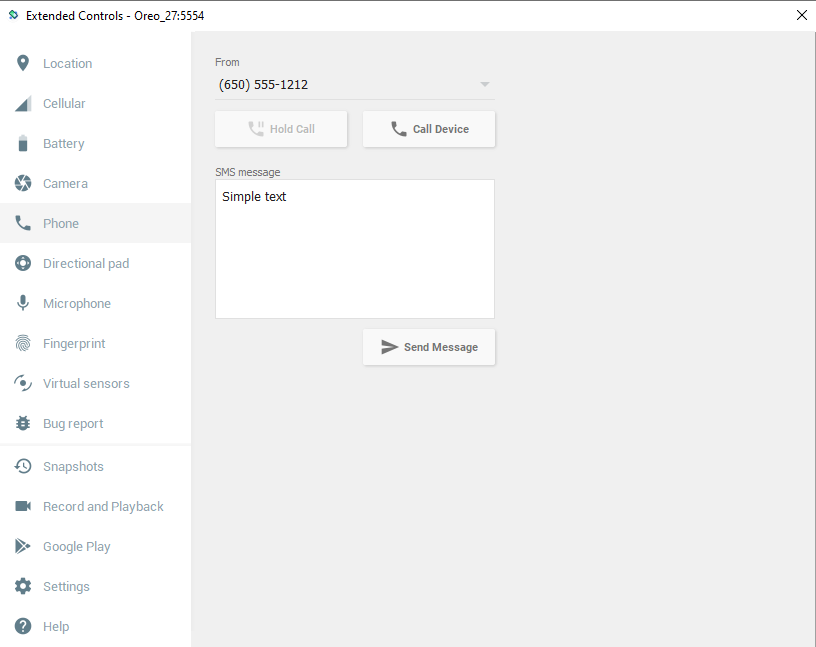 Extended Controls - Oreo_27:5554
Location
Cellular
Battery
Camera
Phone
Directional pad
Microphone
Fingerprint
Virtual sensors
Bug report
Snapshots
Record and Playback
Google Play
Settings
Help
From
(650) 555-1212
Hold Call
Call Device
SMS message
Simple text
Send Message